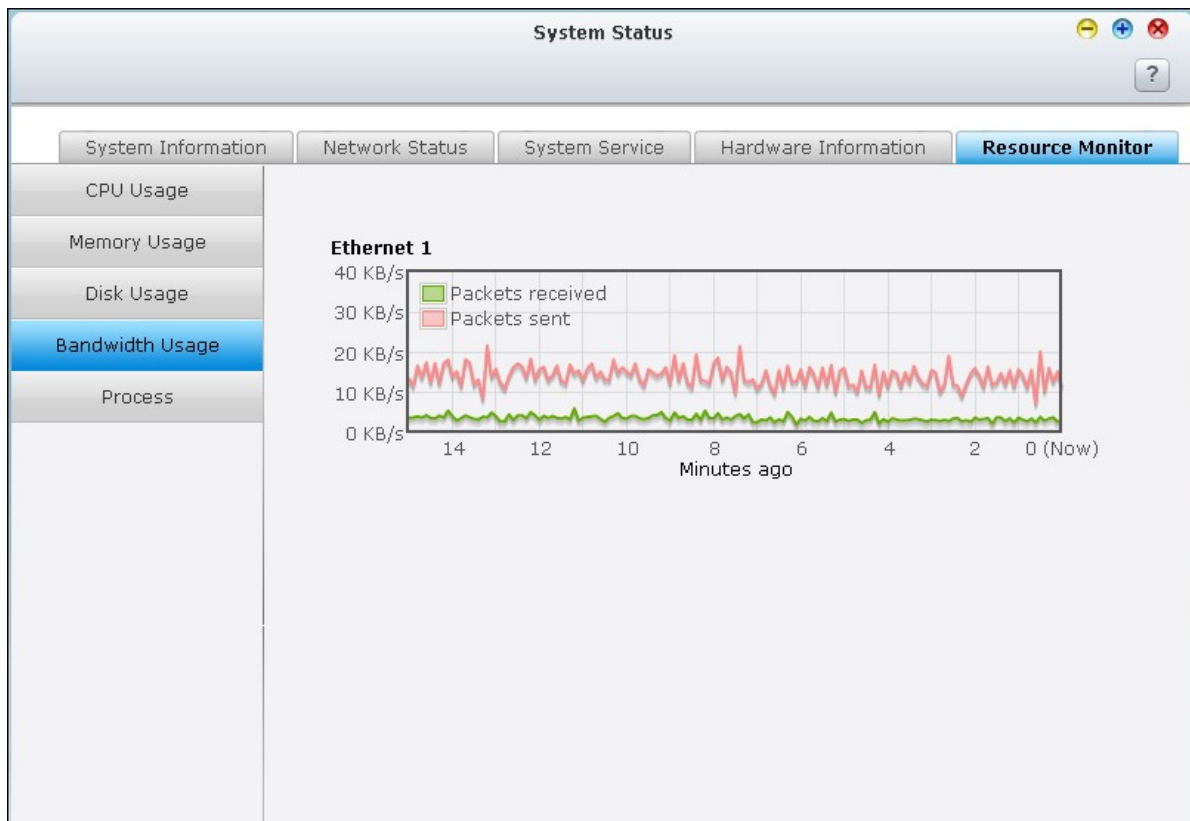 System Status
?
System Information
Network Status
System Service
Hardware Information
Resource Monitor
CPU Usage
Memory Usage
Disk Usage
Bandwidth Usage
Process
Ethernet 1
40 KB/s
30 KB/s
20 KB/s
10 KB/s
0 KB/s
Packets received
Packets sent
14 12 10 8 6 4 2 0 (Now)
Minutes ago